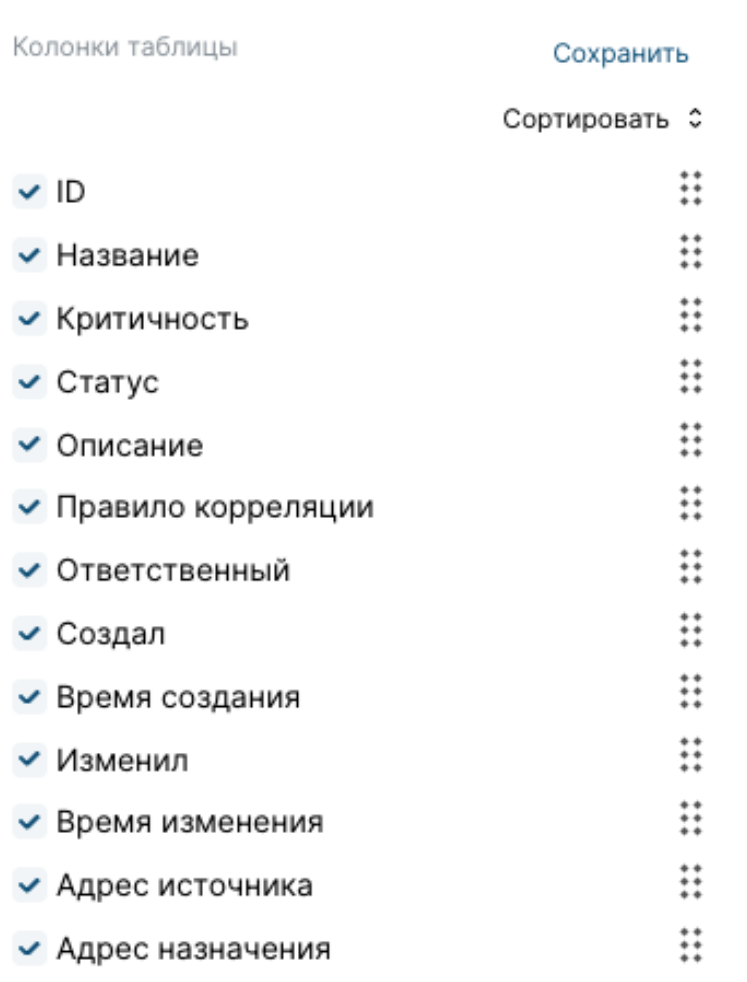 Колонки таблицы
Сохранить
Сортировать
ID
Название
Критичность
Статус
Описание
Правило корреляции
Ответственный
Создал
Время создания
Изменил
Время изменения
Адрес источника
Адрес назначения